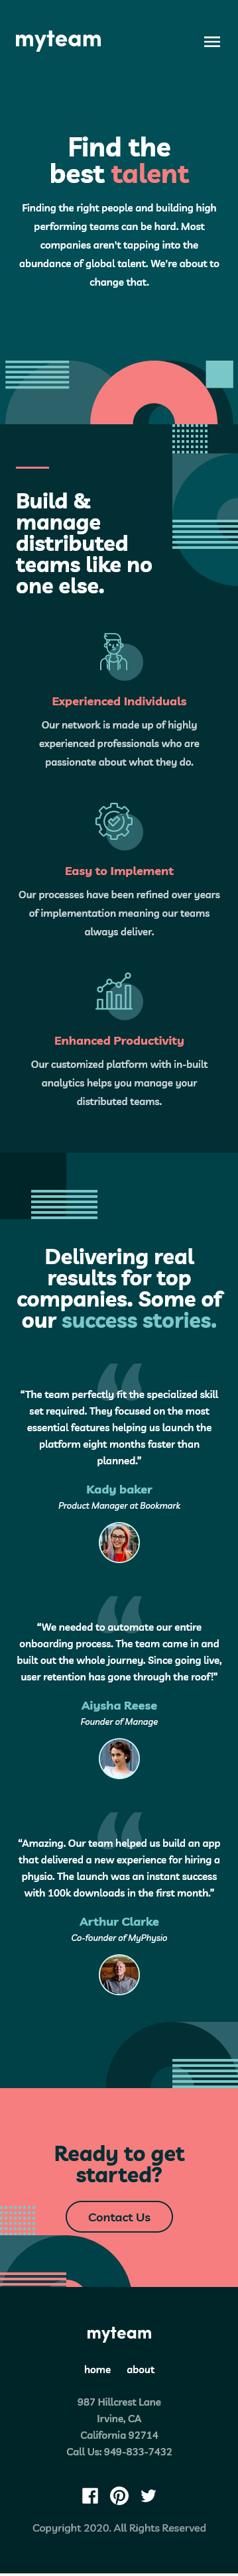 myteam
Find the
best talent
Finding the right people and building high
performing teams can be hard. Most
companies aren't tapping into the
abundance of global talent. We're about to
change that.
Build &
manage
distributed
teams like no
one else.
Experienced Individuals
Our network is made up of highly
experienced professionals who are
passionate about what they do.
Easy to Implement
Our processes have been refined over years
of implementation meaning our teams
always deliver.
Enhanced Productivity
Our customized platform with in-built
analytics helps you manage your
distributed teams.
Delivering real
results for top
companies. Some of
our success stories.
“The team perfectly fit the specialized skill
set required. They focused on the most
essential features helping us launch the
platform eight months faster than
planned.”
Kady baker
Product Manager at Bookmark
“We needed to automate our entire
onboarding process. The team came in and
built out the whole journey. Since going live,
user retention has gone through the roof!”
Aiysha Reese
Founder of Manage
“Amazing. Our team helped us build an app
that delivered a new experience for hiring a
physio. The launch was an instant success
with 100k downloads in the first month.”
Arthur Clarke
Co-founder of MyPhysio
Ready to get
started?
Contact Us
myteam
home about
987 Hillcrest Lane
Irvine, CA
California 92714
Call Us: 949-833-7432
Copyright 2020. All Rights Reserved